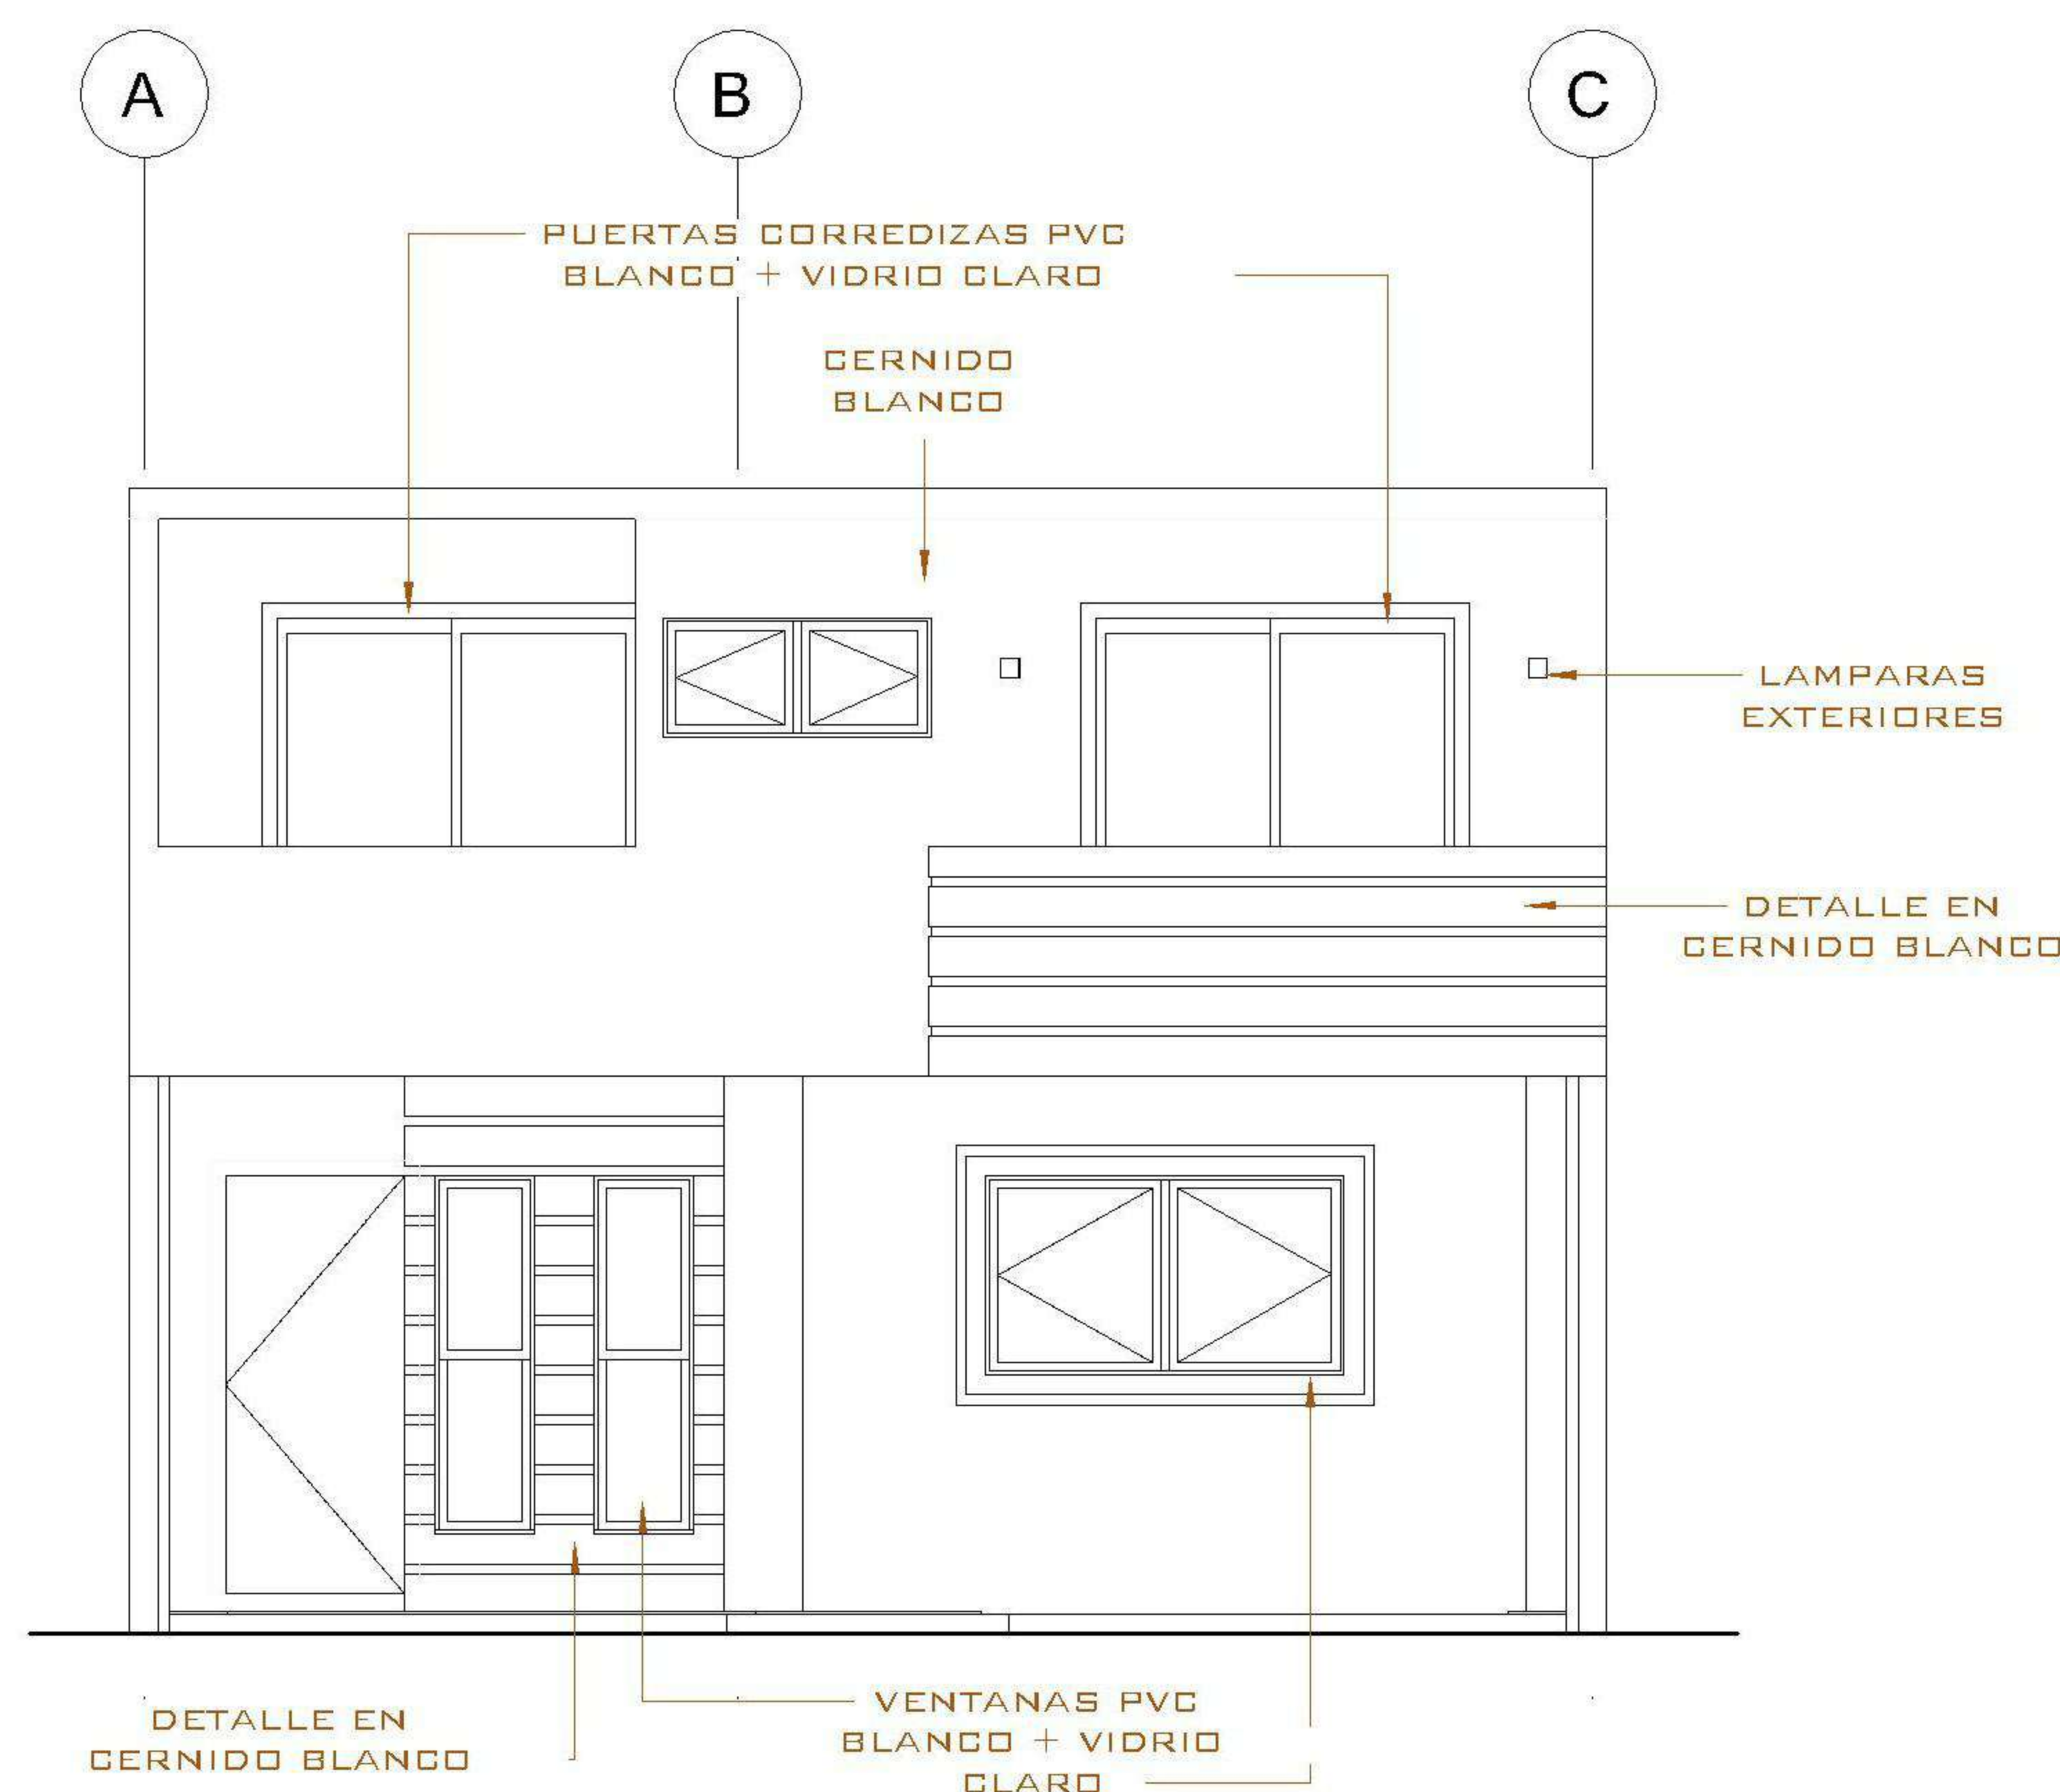 A
B
C
PUERTAS CORREDIZAS PVC
BLANCO + VIDRIO CLARO
CERNIDO
BLANCO
LAMPARAS
EXTERIORES
DETALLE EN
CERNIDO BLANCO
DETALLE EN
CERNIDO BLANCO
VENTANAS PVC
BLANCO + VIDRIO
CLARO